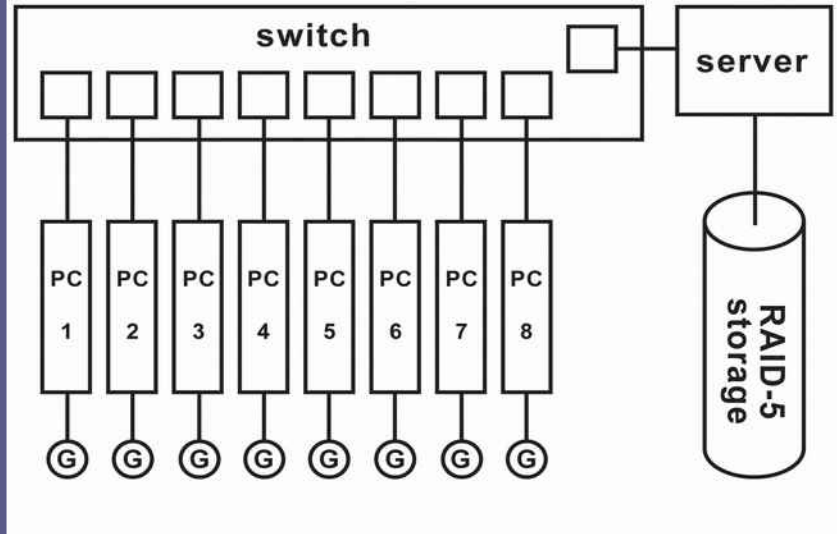 switch
server
PC PC PC PC PC PC PC PC
1 2 3 4 5 6 7 8
RAID-5
storage
G G G G G G G G